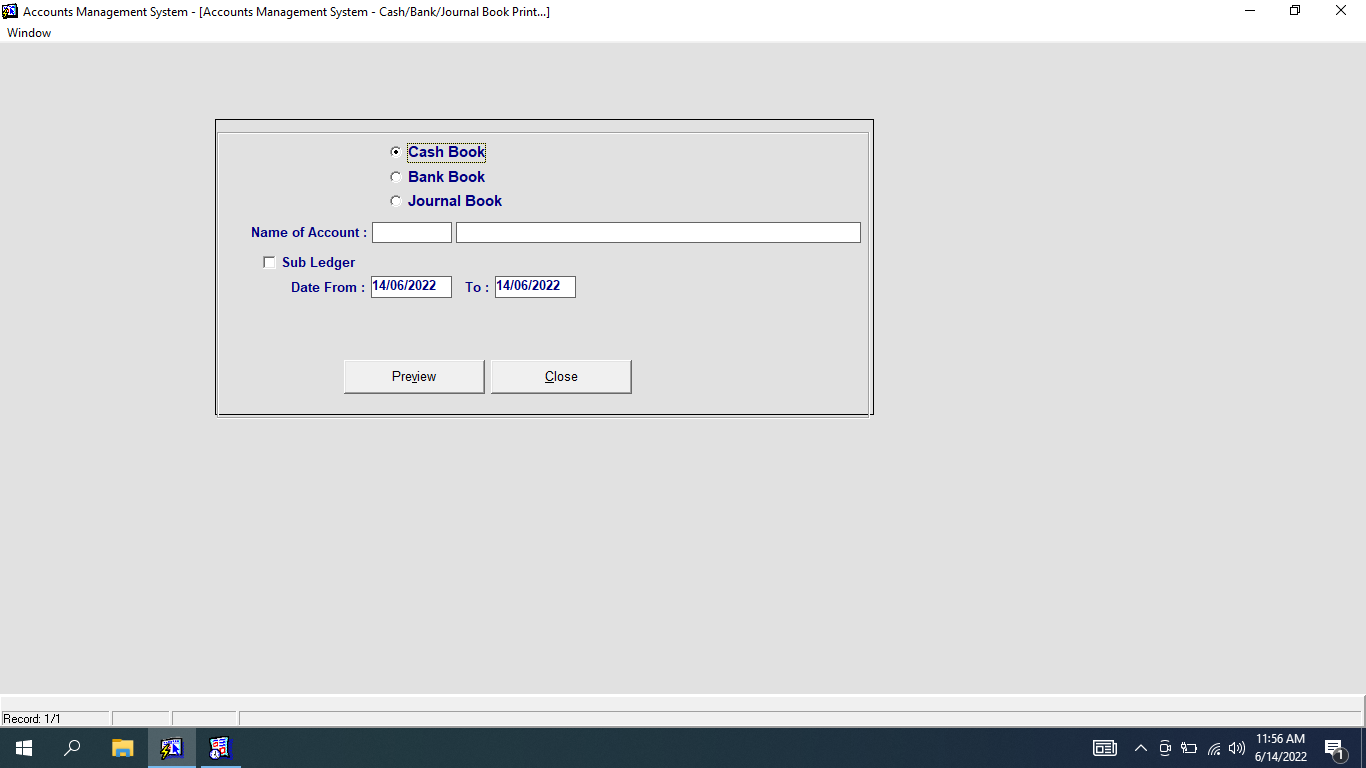 Accounts Management System - [Accounts Management System - Cash/Bank/Journal Book Print...]
Window
Cash Book
Bank Book
Journal Book
Name of Account :
Sub Ledger
Date From : 14/06/2022 To : 14/06/2022
Preview Close
Record: 1/1
11:56 AM
6/14/2022
1